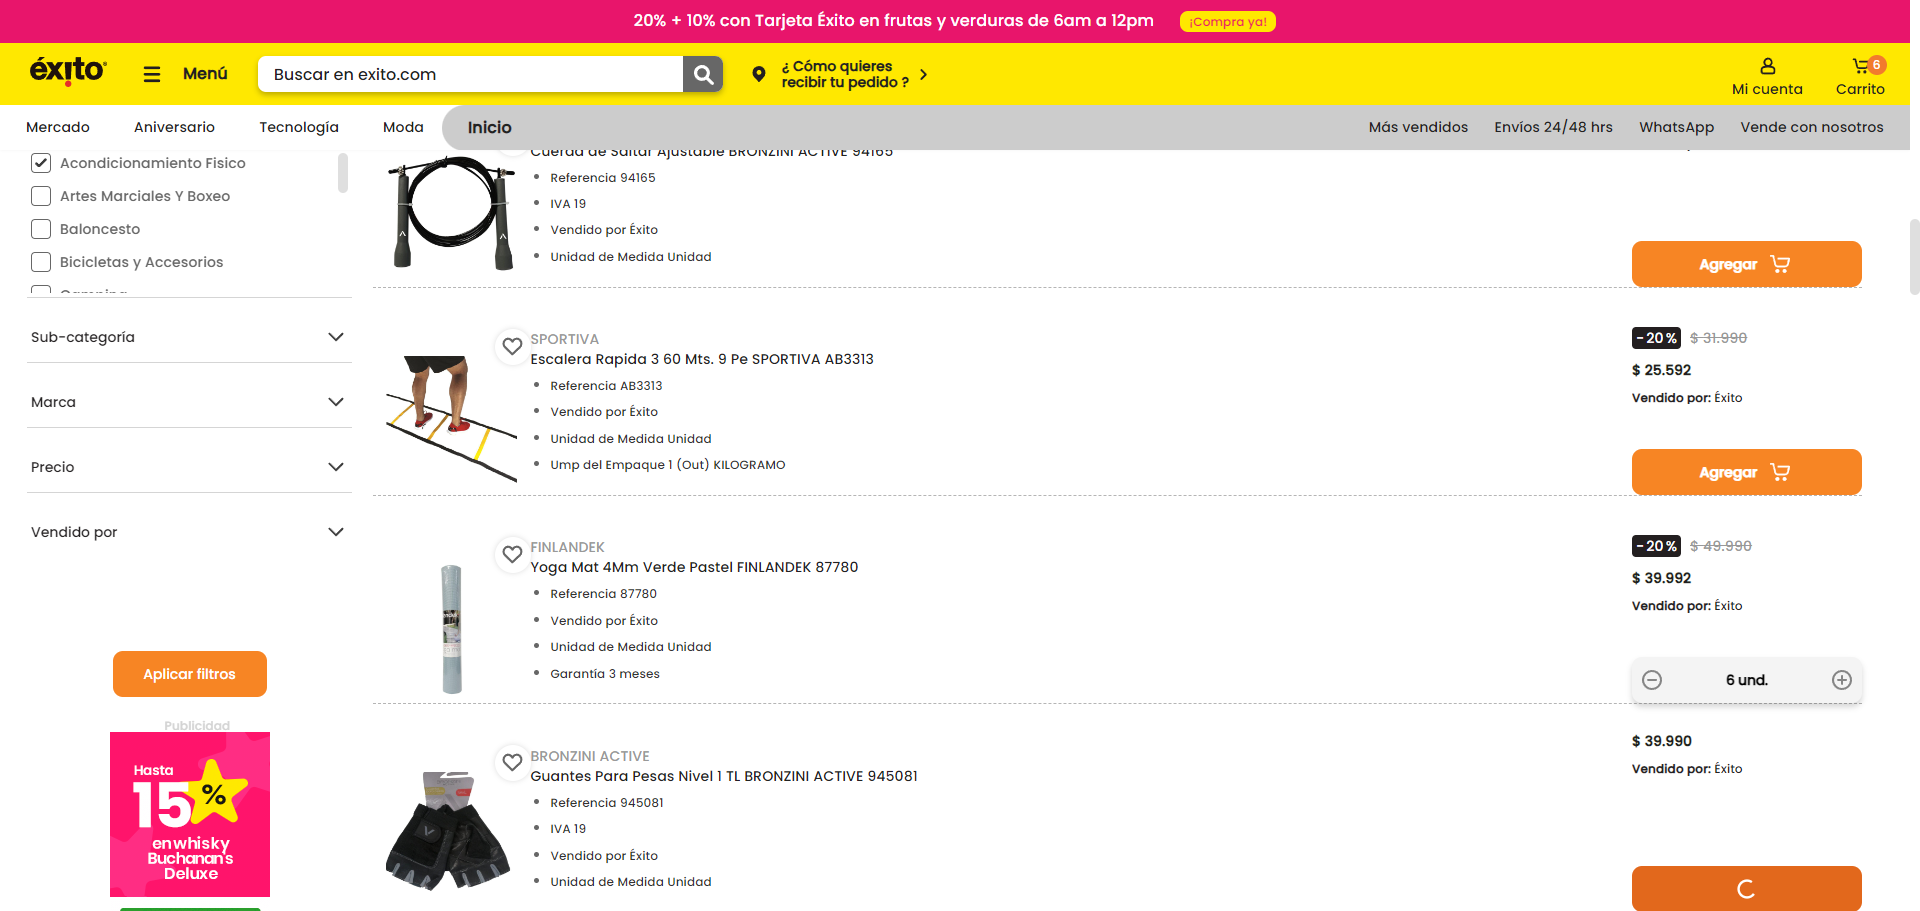 20% + 10% con Tarjeta Éxito en frutas y verduras de 6am a 12pm
¡Compra ya!
éxito
Menú
Buscar en exito.com
¿ Cómo quieres
recibir tu pedido ?
Mi cuenta
6
Carrito
Mercado
Aniversario
Tecnología
Moda
Inicio
Más vendidos
Envíos 24/48 hrs
WhatsApp
Vende con nosotros
Acondicionamiento Fisico
Artes Marciales Y Boxeo
Baloncesto
Bicicletas y Accesorios
Camping
Sub-categoría
Marca
Precio
Vendido por
Aplicar filtros
Publicidad
Hasta
15%
en whisky
Buchanan's
Deluxe
Cuerda de Saltar Ajustable BRONZINI ACTIVE 94165
Referencia 94165
IVA 19
Vendido por Éxito
Unidad de Medida Unidad
Agregar
SPORTIVA
Escalera Rapida 3 60 Mts. 9 Pe SPORTIVA AB3313
Referencia AB3313
Vendido por Éxito
Unidad de Medida Unidad
Ump del Empaque 1 (Out) KILOGRAMO
-20% $ 31.990
$ 25.592
Vendido por: Éxito
Agregar
FINLANDEK
Yoga Mat 4Mm Verde Pastel FINLANDEK 87780
Referencia 87780
Vendido por Éxito
Unidad de Medida Unidad
Garantía 3 meses
-20% $ 49.990
$ 39.992
Vendido por: Éxito
6 und.
BRONZINI ACTIVE
Guantes Para Pesas Nivel 1 TL BRONZINI ACTIVE 945081
Referencia 945081
IVA 19
Vendido por Éxito
Unidad de Medida Unidad
$ 39.990
Vendido por: Éxito